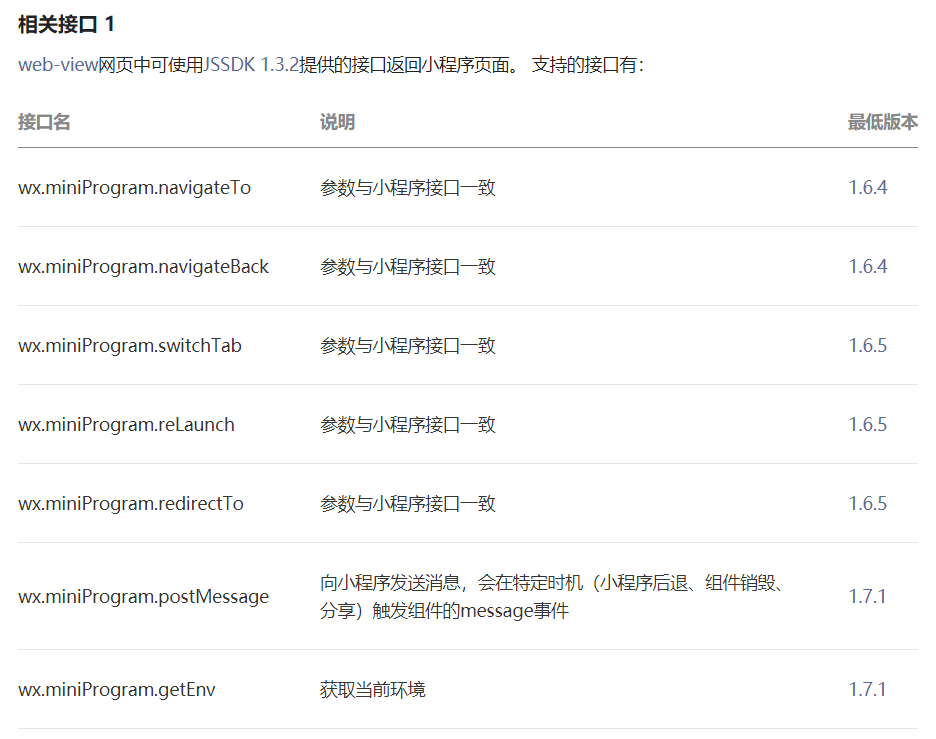 相关接口 1
web-view网页中可使用JSSDK 1.3.2提供的接口返回小程序页面。 支持的接口有：
接口名 说明 最低版本
wx.miniProgram.navigateTo 参数与小程序接口一致 1.6.4
wx.miniProgram.navigateBack 参数与小程序接口一致 1.6.4
wx.miniProgram.switchTab 参数与小程序接口一致 1.6.5
wx.miniProgram.reLaunch 参数与小程序接口一致 1.6.5
wx.miniProgram.redirectTo 参数与小程序接口一致 1.6.5
wx.miniProgram.postMessage 向小程序发送消息，会在特定时机（小程序后退、组件销毁、 1.7.1
分享）触发组件的message事件
wx.miniProgram.getEnv 获取当前环境 1.7.1